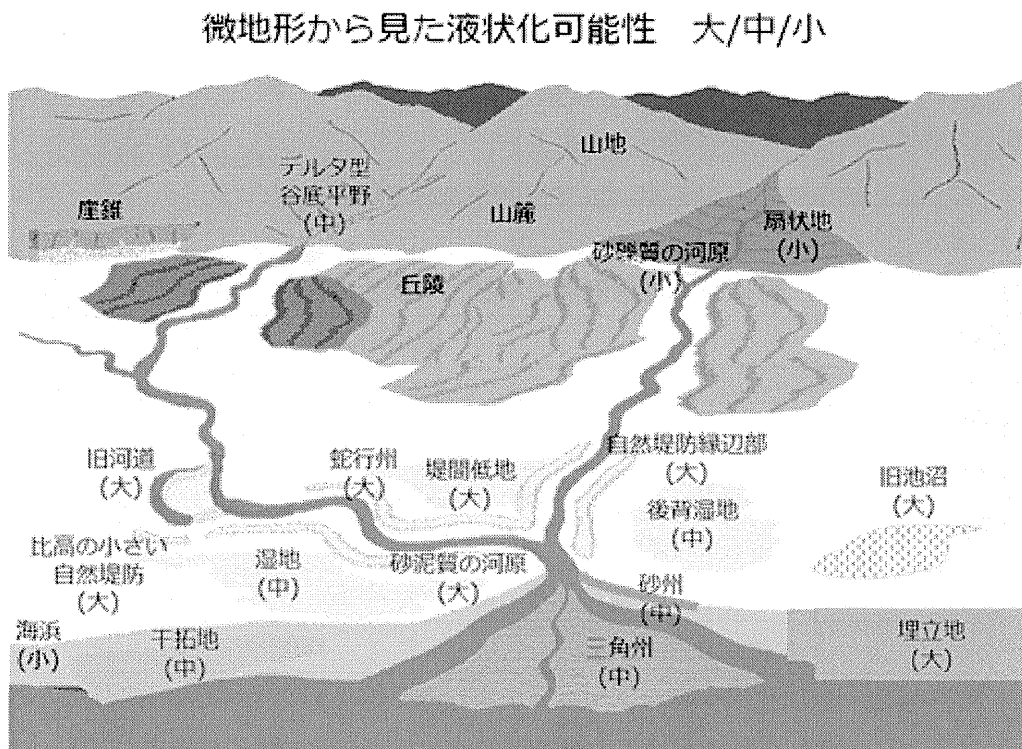 微地形から見た液状化可能性　大/中/小
山地
デルタ型
谷底平野
(中)
崖錐
山麓
扇状地
(小)
砂礫質の河原
(小)
丘陵
旧河道
(大)
蛇行州
(大)
堤間低地
(大)
自然堤防縁辺部
(大)
旧池沼
(大)
後背湿地
(中)
比高の小さい
自然堤防
(大)
湿地
(中)
砂泥質の河原
(大)
砂州
(中)
海浜
(小)
干拓地
(中)
三角州
(中)
埋立地
(大)